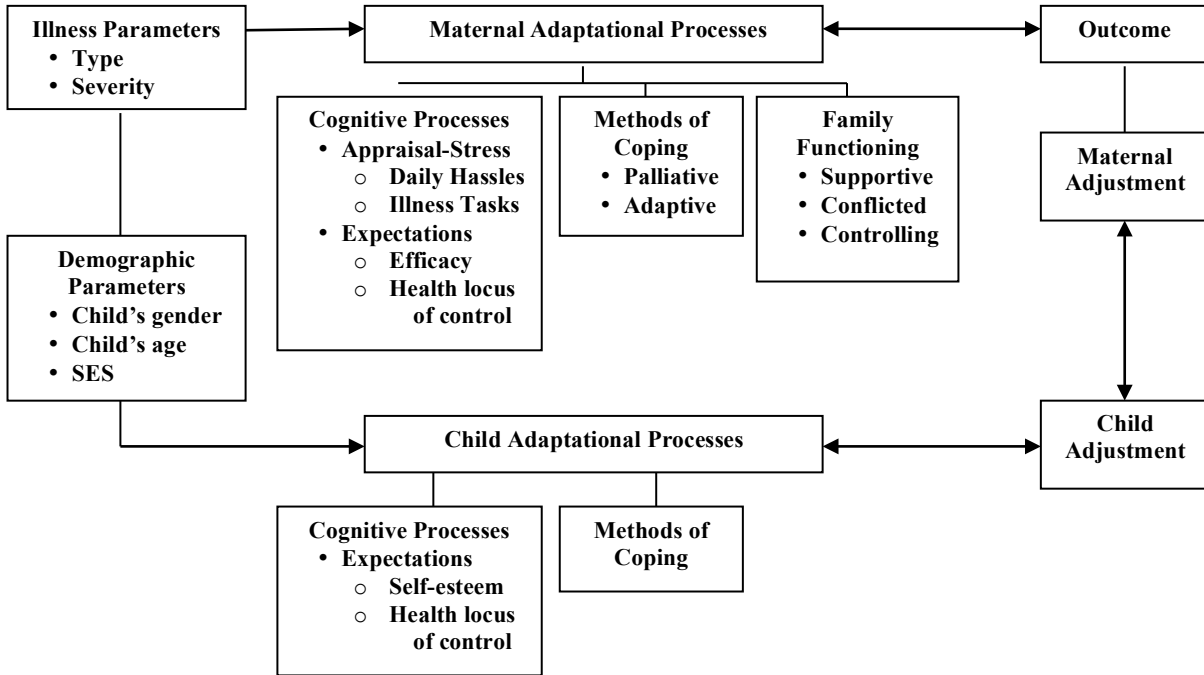 Illness Parameters
• Type
• Severity
Maternal Adaptational Processes
Outcome
Cognitive Processes
• Appraisal-Stress
o Daily Hassles
o Illness Tasks
• Expectations
o Efficacy
o Health locus
of control
Methods of
Coping
• Palliative
• Adaptive
Family
Functioning
• Supportive
• Conflicted
• Controlling
Maternal
Adjustment
Demographic
Parameters
• Child’s gender
• Child’s age
• SES
Child Adaptational Processes
Child
Adjustment
Cognitive Processes
• Expectations
o Self-esteem
o Health locus
of control
Methods of
Coping